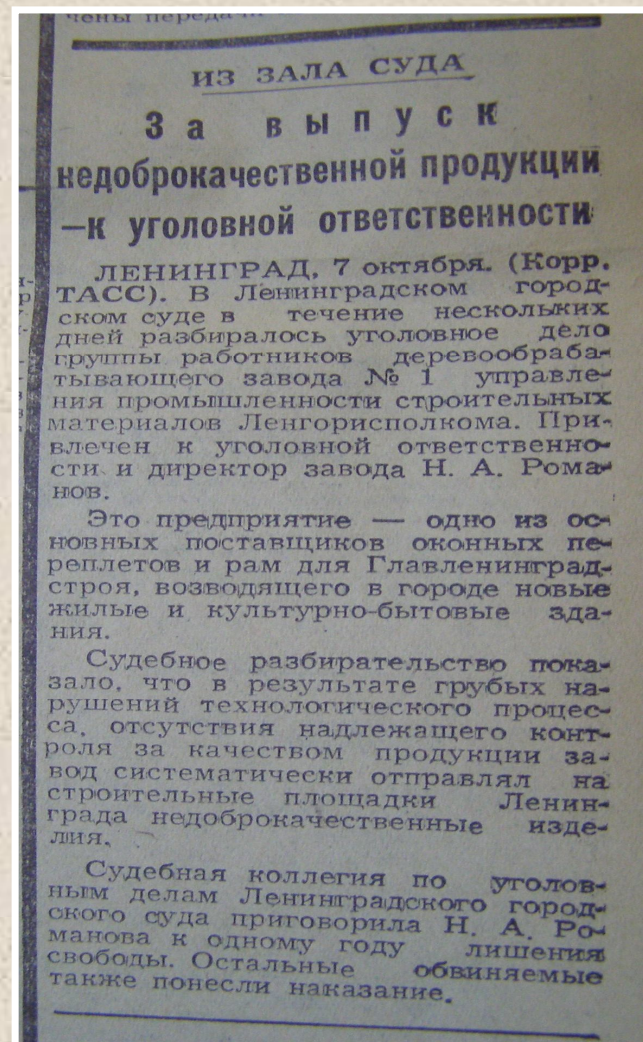 ИЗ ЗАЛА СУДА
За выпуск
недоброкачественной продукции
—к уголовной ответственности
ЛЕНИНГРАД, 7 октября. (Корр.
ТАСС). В Ленинградском город-
ском суде в течение нескольких
дней разбиралось уголовное дело
группы работников деревообраба-
тывающего завода № 1 управле-
ния промышленности строительных
материалов Ленгорисполкома. При-
влечен к уголовной ответственно-
сти и директор завода Н. А. Рома-
нов.
Это предприятие — одно из ос-
новных поставщиков оконных пе-
реплетов и рам для Главленинград-
строя, возводящего в городе новые
жилые и культурно-бытовые зда-
ния.
Судебное разбирательство пока-
зало, что в результате грубых на-
рушений технологического процес-
са, отсутствия надлежащего конт-
роля за качеством продукции за-
вод систематически отправлял на
строительные площадки Ленин-
града недоброкачественные изде-
лия.
Судебная коллегия по уголов-
ным делам Ленинградского город-
ского суда приговорила Н. А. Ро-
манова к одному году лишения
свободы. Остальные обвиняемые
также понесли наказание.